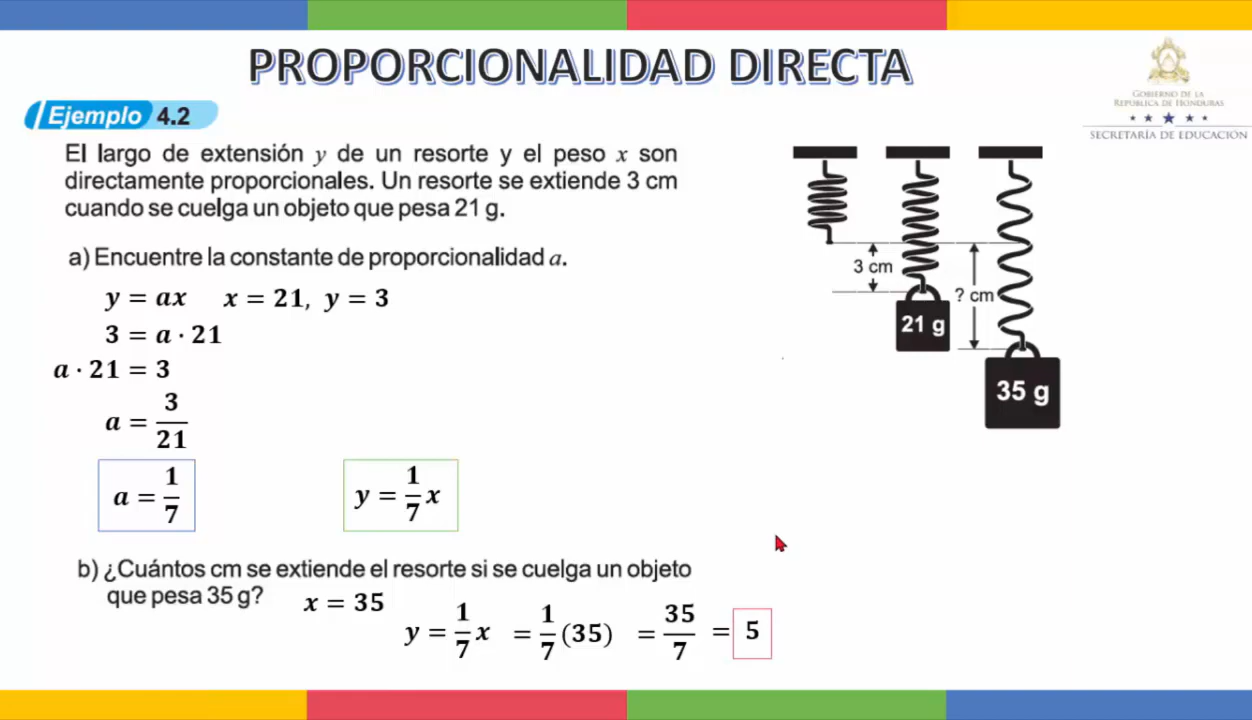 PROPORCIONALIDAD DIRECTA
GOBIERNO DE LA
REPÚBLICA DE HONDURAS
SECRETARÍA DE EDUCACIÓN
Ejemplo 4.2
El largo de extensión y de un resorte y el peso x son
directamente proporcionales. Un resorte se extiende 3 cm
cuando se cuelga un objeto que pesa 21 g.
a) Encuentre la constante de proporcionalidad a.
y = ax x = 21, y = 3
3 = a · 21
a · 21 = 3
a = 3/21
a = 1/7
y = 1/7 x
3 cm
? cm
21 g
35 g
b) ¿Cuántos cm se extiende el resorte si se cuelga un objeto
que pesa 35 g? x = 35
y = 1/7 x = 1/7 (35) = 35/7 = 5